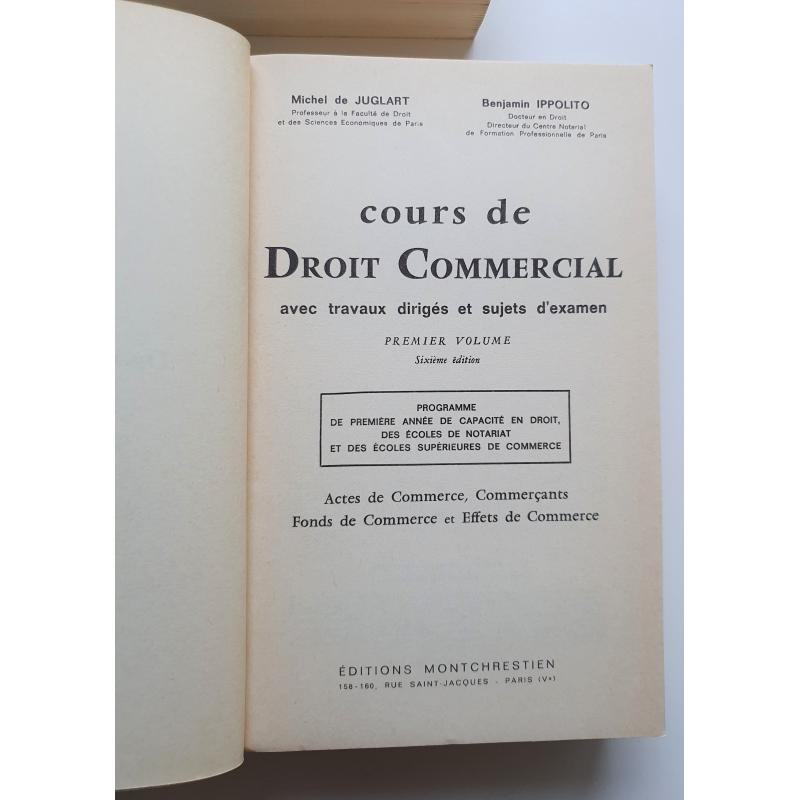 Michel de JUGLART
Professeur à la Faculté de Droit
et des Sciences Economiques de Paris
Benjamin IPPOLITO
Docteur en Droit
Directeur du Centre Notarial
de Formation Professionnelle de Paris
cours de
DROIT COMMERCIAL
avec travaux dirigés et sujets d'examen
PREMIER VOLUME
Sixième édition
PROGRAMME
DE PREMIÈRE ANNÉE DE CAPACITÉ EN DROIT,
DES ÉCOLES DE NOTARIAT
ET DES ÉCOLES SUPÉRIEURES DE COMMERCE
Actes de Commerce, Commerçants
Fonds de Commerce et Effets de Commerce
ÉDITIONS MONTCHRESTIEN
158-160, RUE SAINT-JACQUES - PARIS (Vᵉ)